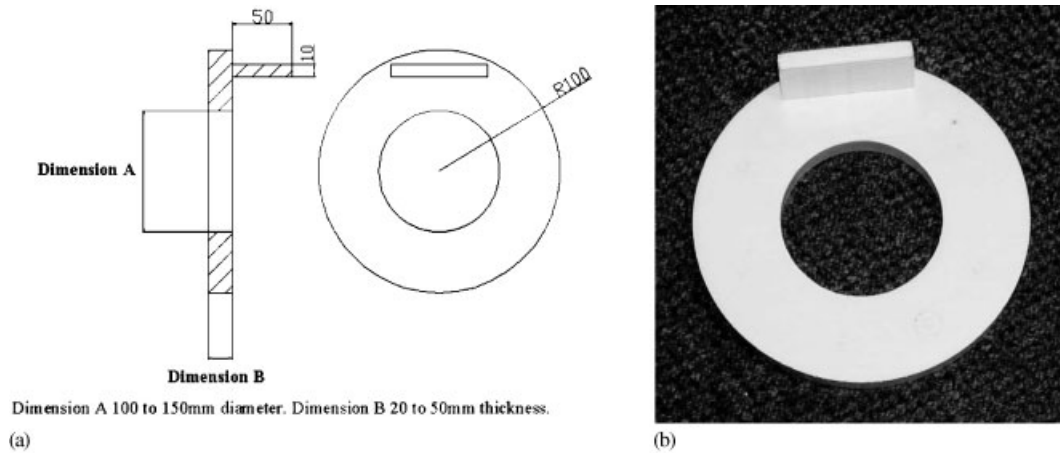 50
10
R100
Dimension A
Dimension B
Dimension A 100 to 150mm diameter. Dimension B 20 to 50mm thickness.
(a)
(b)